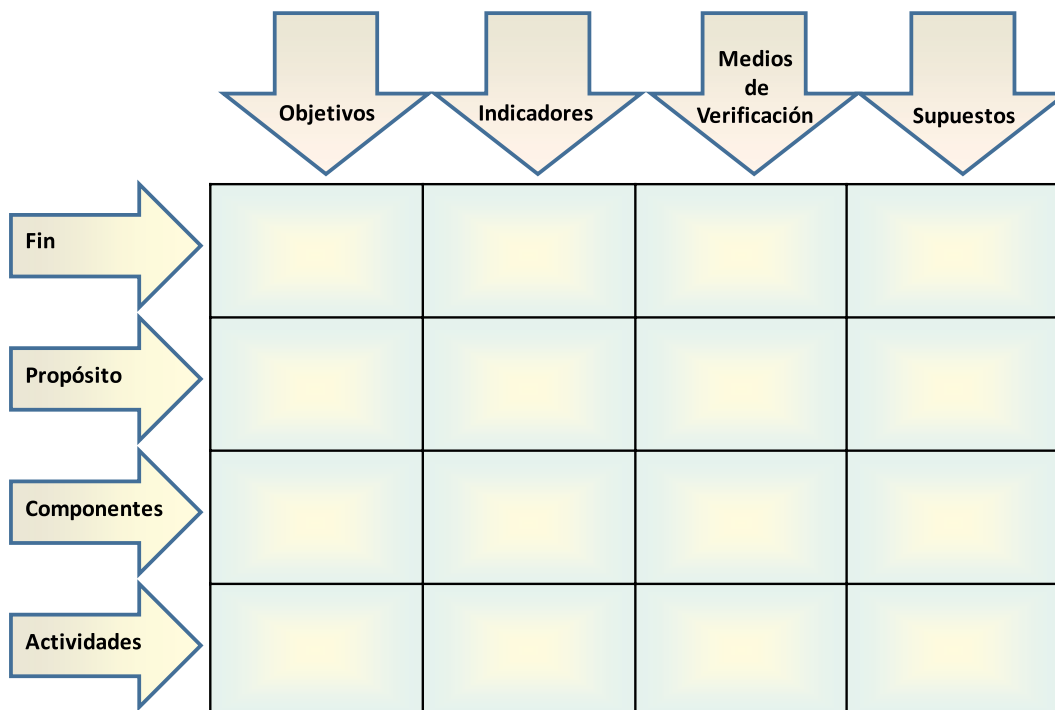 Objetivos
Indicadores
Medios
de
Verificación
Supuestos
Fin
Propósito
Componentes
Actividades